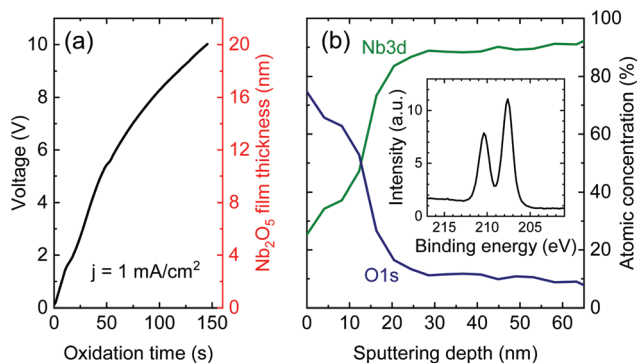 (a)
10
8
6
4
2
0
Voltage (V)
20
16
12
8
4
0
Nb₂O₅ film thickness (nm)
j = 1 mA/cm²
0
50
100
150
Oxidation time (s)
(b)
Nb3d
O1s
100
80
60
40
20
0
Atomic concentration (%)
0
10
20
30
40
50
60
Sputtering depth (nm)
10
5
0
Intensity (a.u.)
215
210
205
Binding energy (eV)